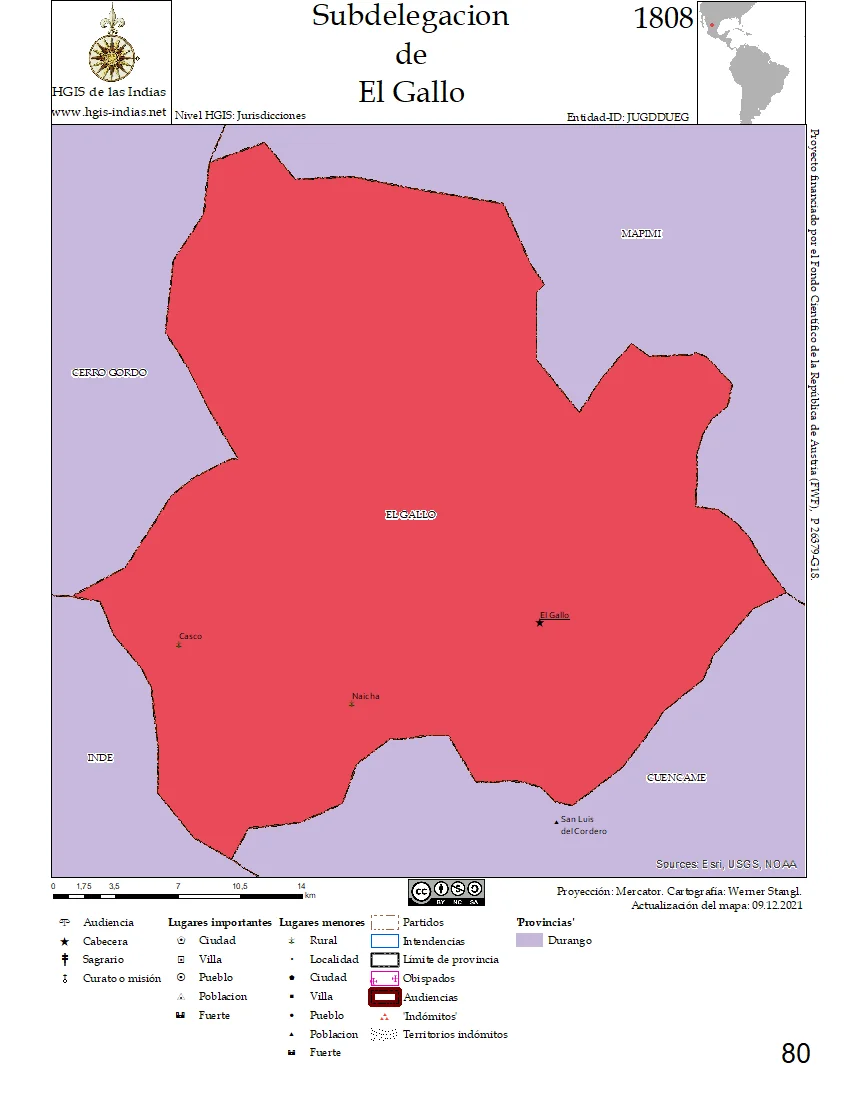 Subdelegacion
de
El Gallo
1808
HGIS de las Indias
www.hgis-indias.net
Nivel HGIS: Jurisdicciones
Entidad-ID: JUGDDUEG
Proyecto financiado por el Fondo Científico de la República de Austria (FWF), P 26379-G18.
MAPIMI
CERRO GORDO
EL GALLO
El Gallo
Casco
Naicha
INDE
CUENCAME
San Luis
del Cordero
Sources: Esri, USGS, NOAA
0 1,75 3,5 7 10,5 14
km
CC BY NC SA
Proyección: Mercator. Cartografía: Werner Stangl.
Actualización del mapa: 09.12.2021
Audiencia
Cabecera
Sagrario
Curato o misión
Lugares importantes
Ciudad
Villa
Pueblo
Poblacion
Fuerte
Lugares menores
Rural
Localidad
Ciudad
Villa
Pueblo
Poblacion
Fuerte
Partidos
Intendencias
Límite de provincia
Obispados
Audiencias
'Indómitos'
Territorios indómitos
'Provincias'
Durango
80